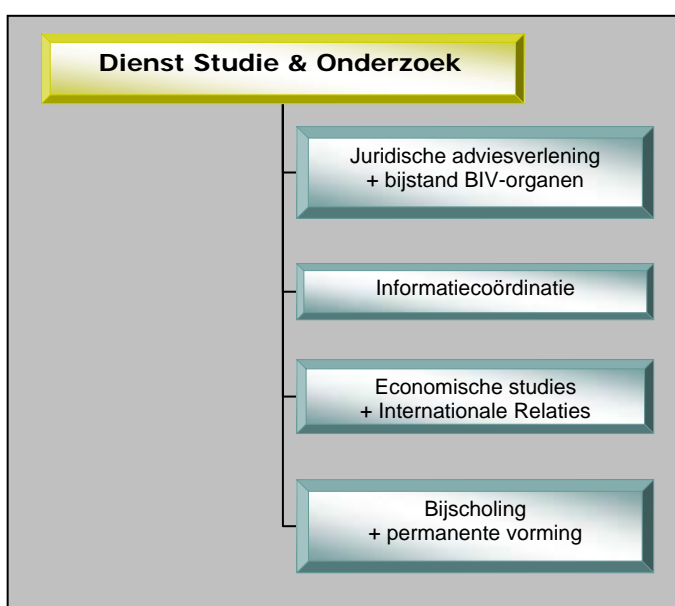 Dienst Studie & Onderzoek
Juridische adviesverlening
+ bijstand BIV-organen
Informatiecoördinatie
Economische studies
+ Internationale Relaties
Bijscholing
+ permanente vorming